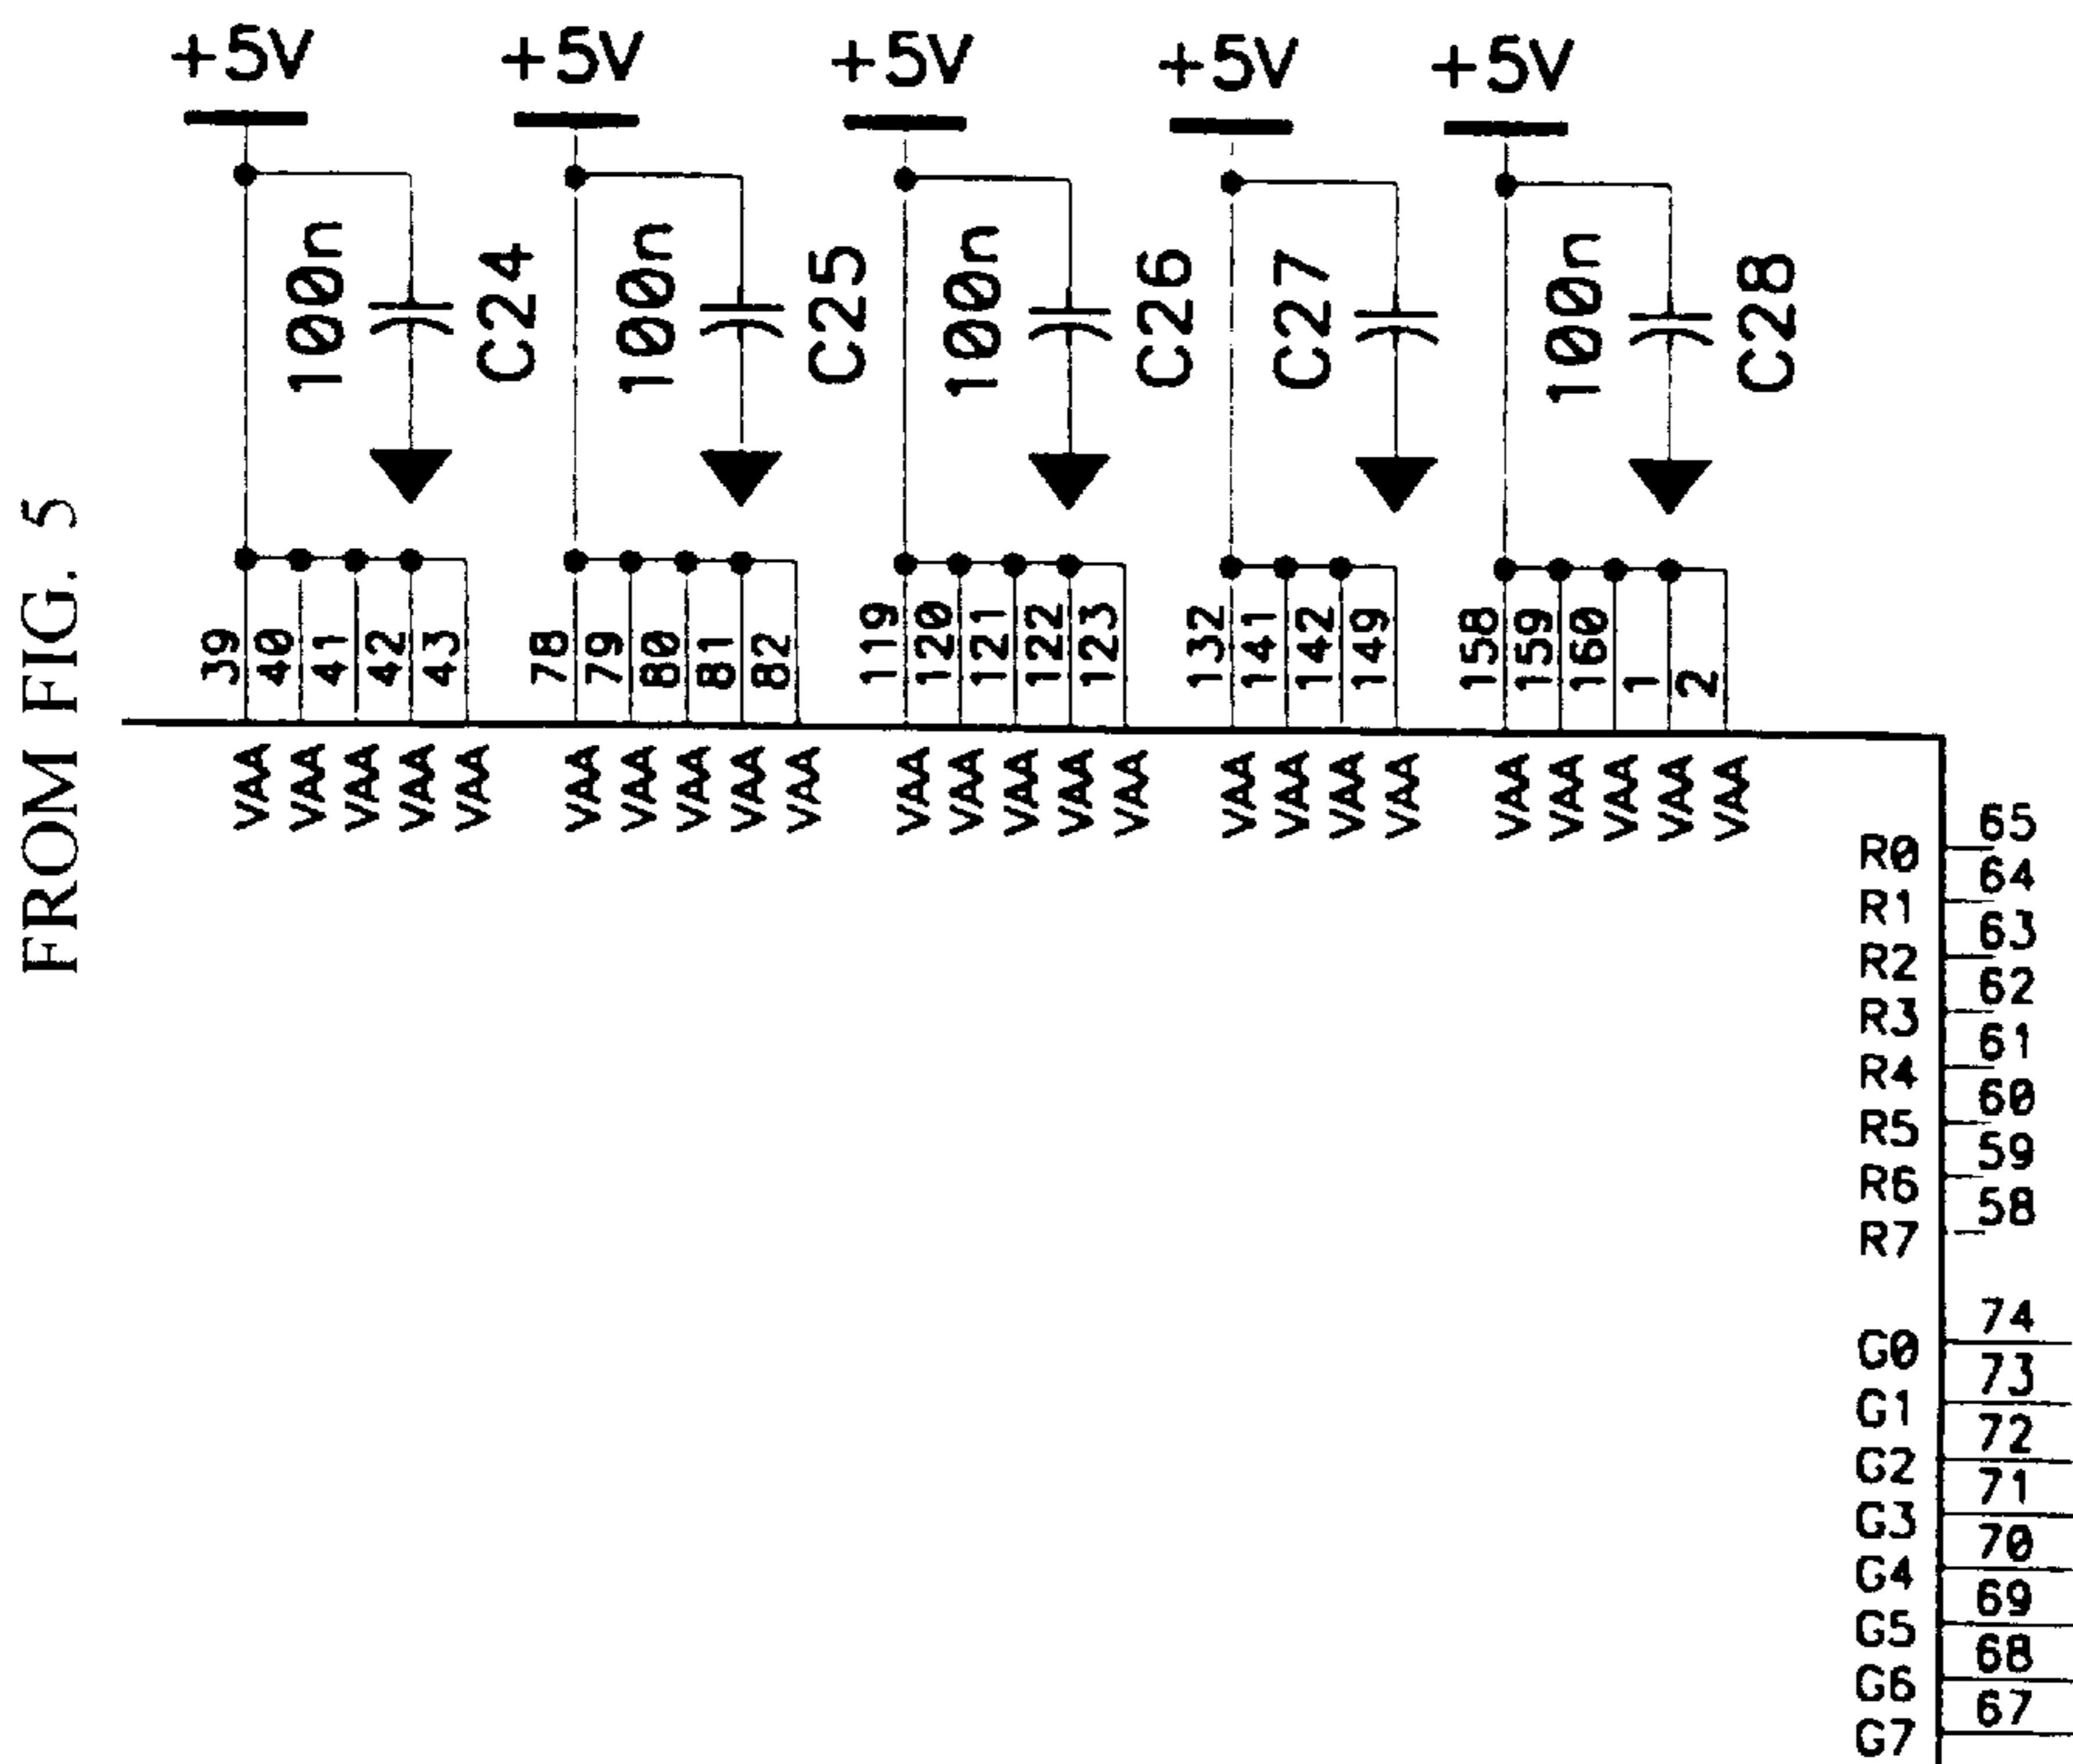 +5V +5V +5V +5V +5V
100n C24 100n C25 100n C26 C27 100n C28
FROM FIG. 5
39 40 41 42 43 78 79 80 81 82 119 120 121 122 123 132 141 142 149 158 159 160 1 2
VAA VAA VAA VAA VAA VAA VAA VAA VAA VAA VAA VAA VAA VAA VAA VAA VAA VAA VAA VAA VAA VAA VAA VAA
R0 65
R1 64
R2 63
R3 62
R4 61
R5 60
R6 59
R7 58
G0 74
G1 73
G2 72
G3 71
G4 70
G5 69
G6 68
G7 67